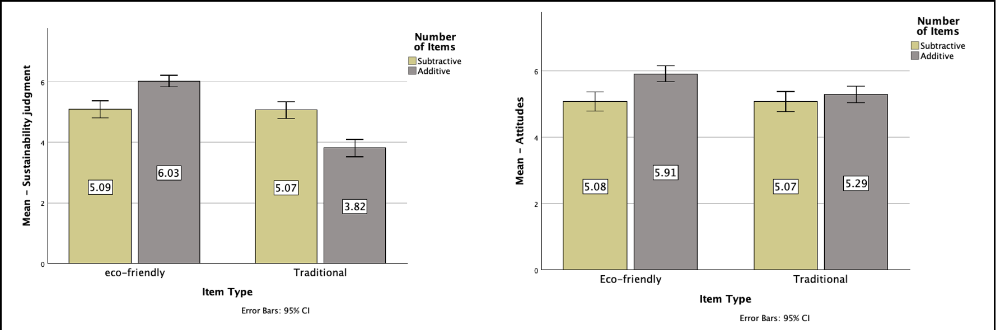 Mean - Sustainability judgment
6
4
2
0
5.09
6.03
5.07
3.82
eco-friendly
Traditional
Item Type
Error Bars: 95% CI
Number
of Items
Subtractive
Additive
Mean - Attitudes
6
4
2
0
5.08
5.91
5.07
5.29
Eco-friendly
Traditional
Item Type
Error Bars: 95% CI
Number
of Items
Subtractive
Additive